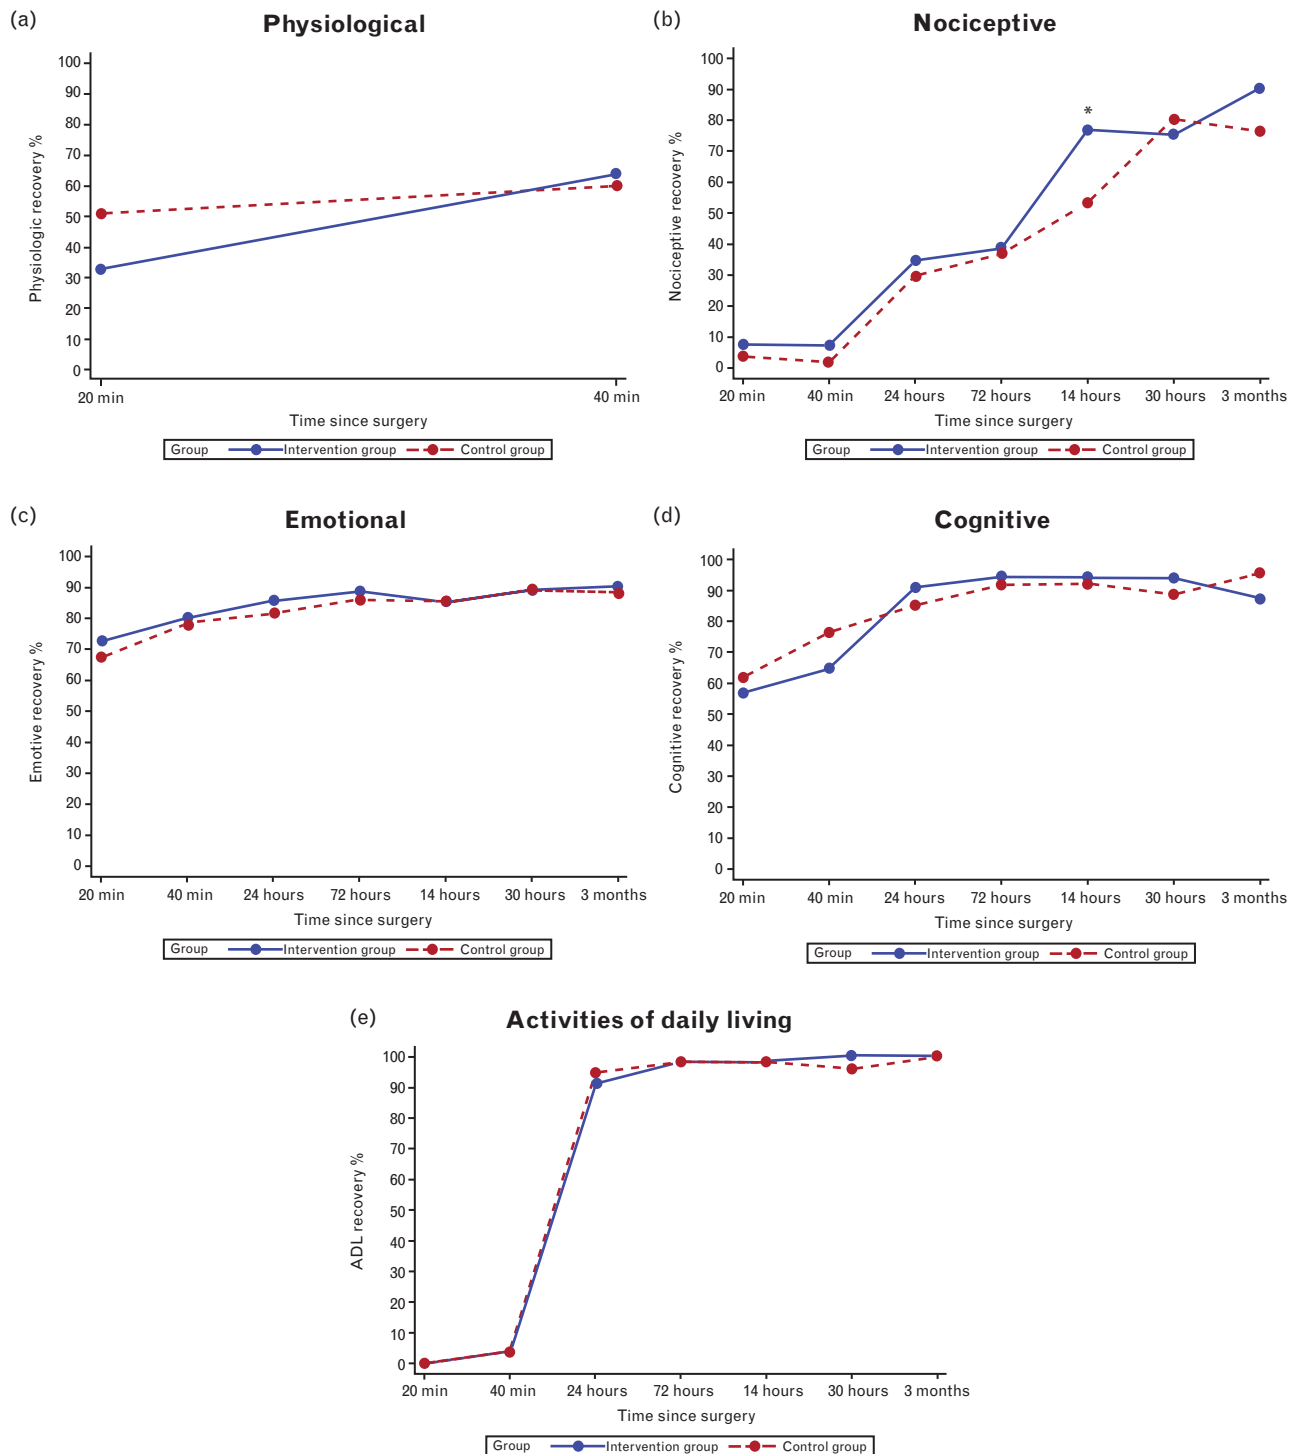 (a)
Physiological
Physiologic recovery %
100
90
80
70
60
50
40
30
20
10
0
20 min 40 min
Time since surgery
Group Intervention group Control group
(b)
Nociceptive
Nociceptive recovery %
100
90
80
70
60
50
40
30
20
10
0
*
20 min 40 min 24 hours 72 hours 14 hours 30 hours 3 months
Time since surgery
Group Intervention group Control group
(c)
Emotional
Emotive recovery %
100
90
80
70
60
50
40
30
20
10
0
20 min 40 min 24 hours 72 hours 14 hours 30 hours 3 months
Time since surgery
Group Intervention group Control group
(d)
Cognitive
Cognitive recovery %
100
90
80
70
60
50
40
30
20
10
0
20 min 40 min 24 hours 72 hours 14 hours 30 hours 3 months
Time since surgery
Group Intervention group Control group
(e)
Activities of daily living
ADL recovery %
100
90
80
70
60
50
40
30
20
10
0
20 min 40 min 24 hours 72 hours 14 hours 30 hours 3 months
Time since surgery
Group Intervention group Control group